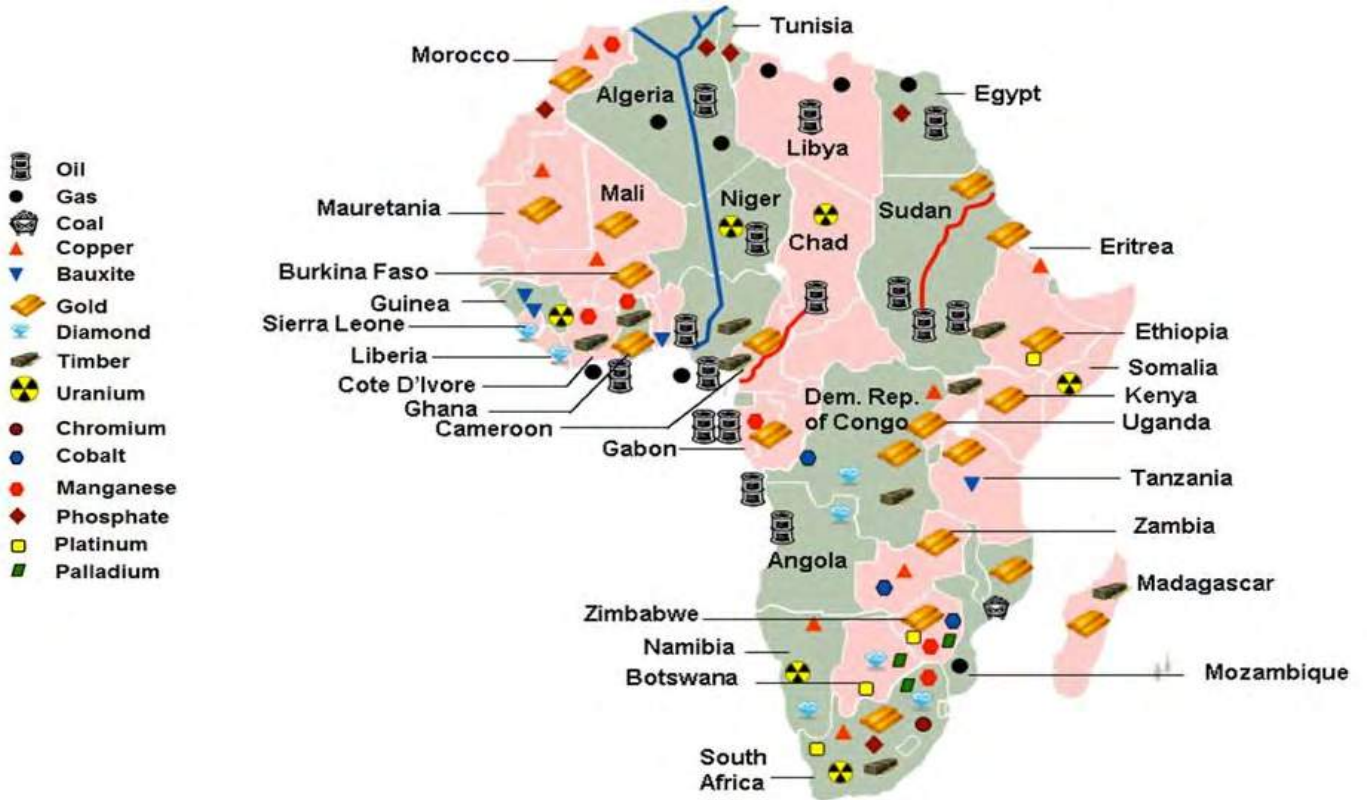 Oil
Gas
Coal
Copper
Bauxite
Gold
Diamond
Timber
Uranium
Chromium
Cobalt
Manganese
Phosphate
Platinum
Palladium
Tunisia
Morocco
Algeria
Egypt
Libya
Mali
Niger
Mauretania
Sudan
Chad
Eritrea
Burkina Faso
Guinea
Sierra Leone
Ethiopia
Liberia
Somalia
Cote D'Ivore
Kenya
Dem. Rep.
of Congo
Ghana
Uganda
Cameroon
Gabon
Tanzania
Zambia
Angola
Madagascar
Zimbabwe
Namibia
Mozambique
Botswana
South
Africa